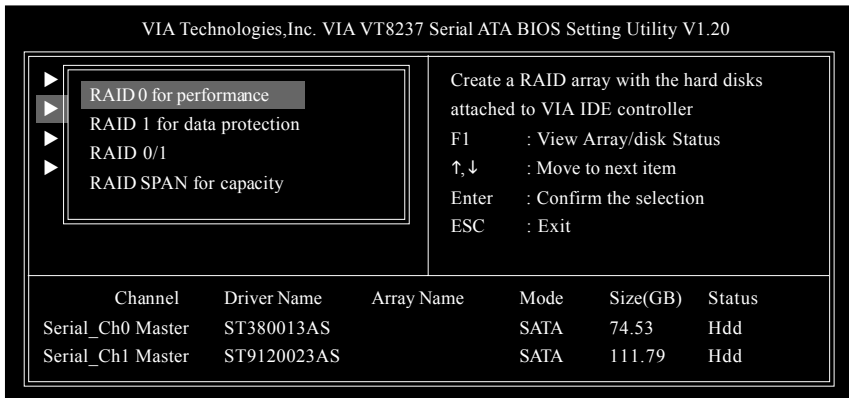 VIA Technologies,Inc. VIA VT8237 Serial ATA BIOS Setting Utility V1.20
RAID 0 for performance
RAID 1 for data protection
RAID 0/1
RAID SPAN for capacity
Create a RAID array with the hard disks
attached to VIA IDE controller
F1 : View Array/disk Status
↑,↓ : Move to next item
Enter : Confirm the selection
ESC : Exit
Channel Driver Name Array Name Mode Size(GB) Status
Serial_Ch0 Master ST380013AS SATA 74.53 Hdd
Serial_Ch1 Master ST9120023AS SATA 111.79 Hdd